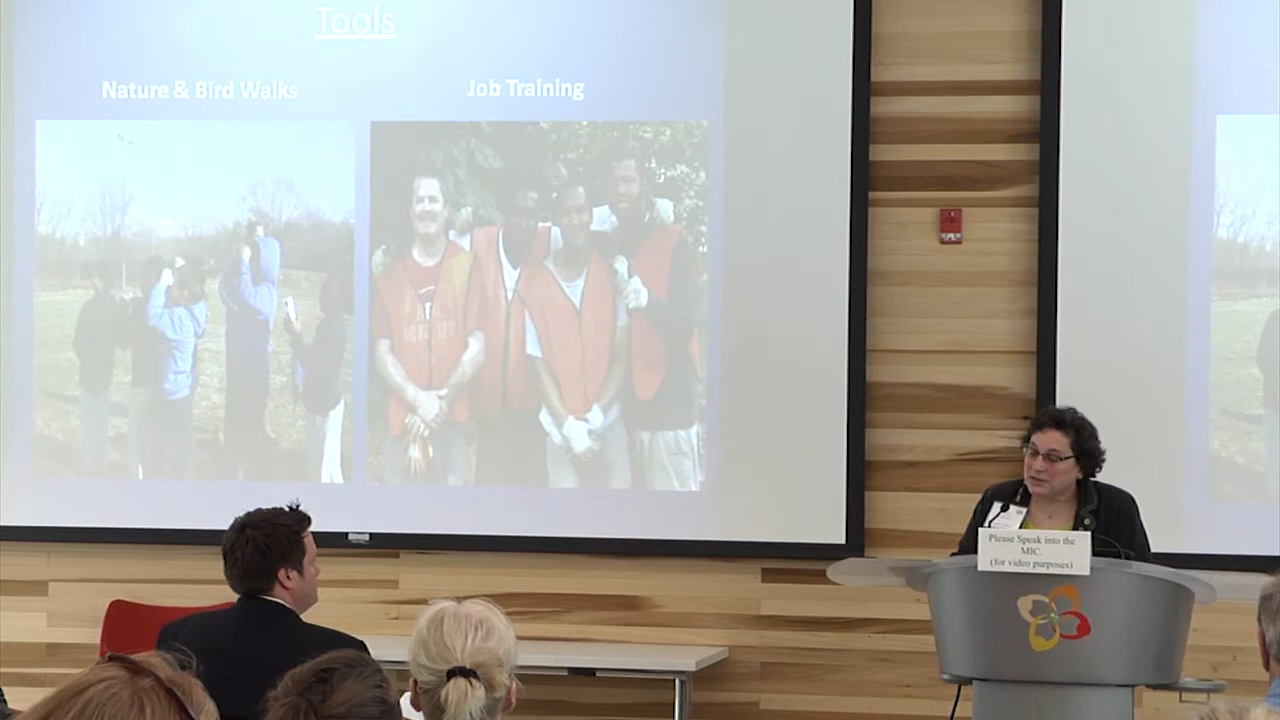 Tools
Nature & Bird Walks
Job Training
Please Speak into the
MIC.
(for video purposes)